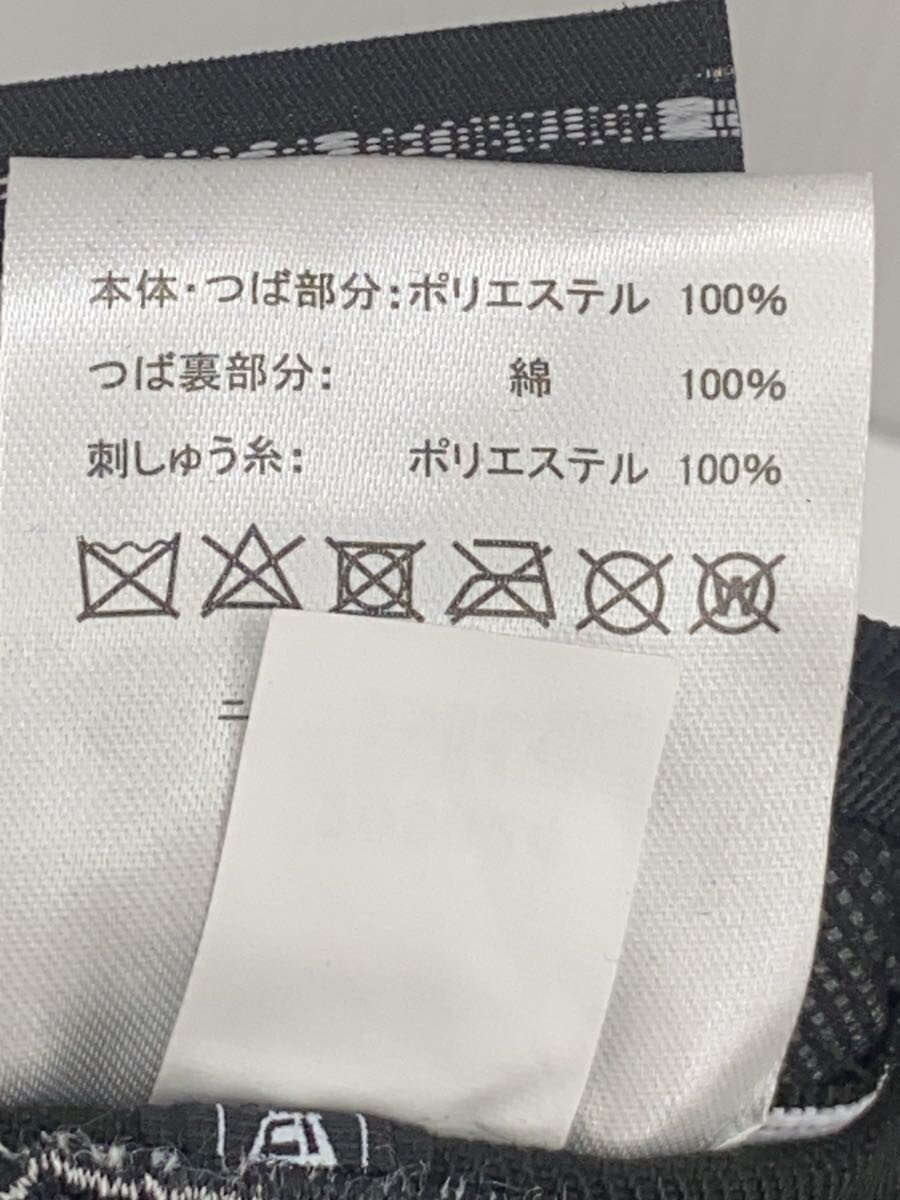 本体・つば部分:ポリエステル 100%
つば裏部分: 綿 100%
刺しゅう糸: ポリエステル 100%
W